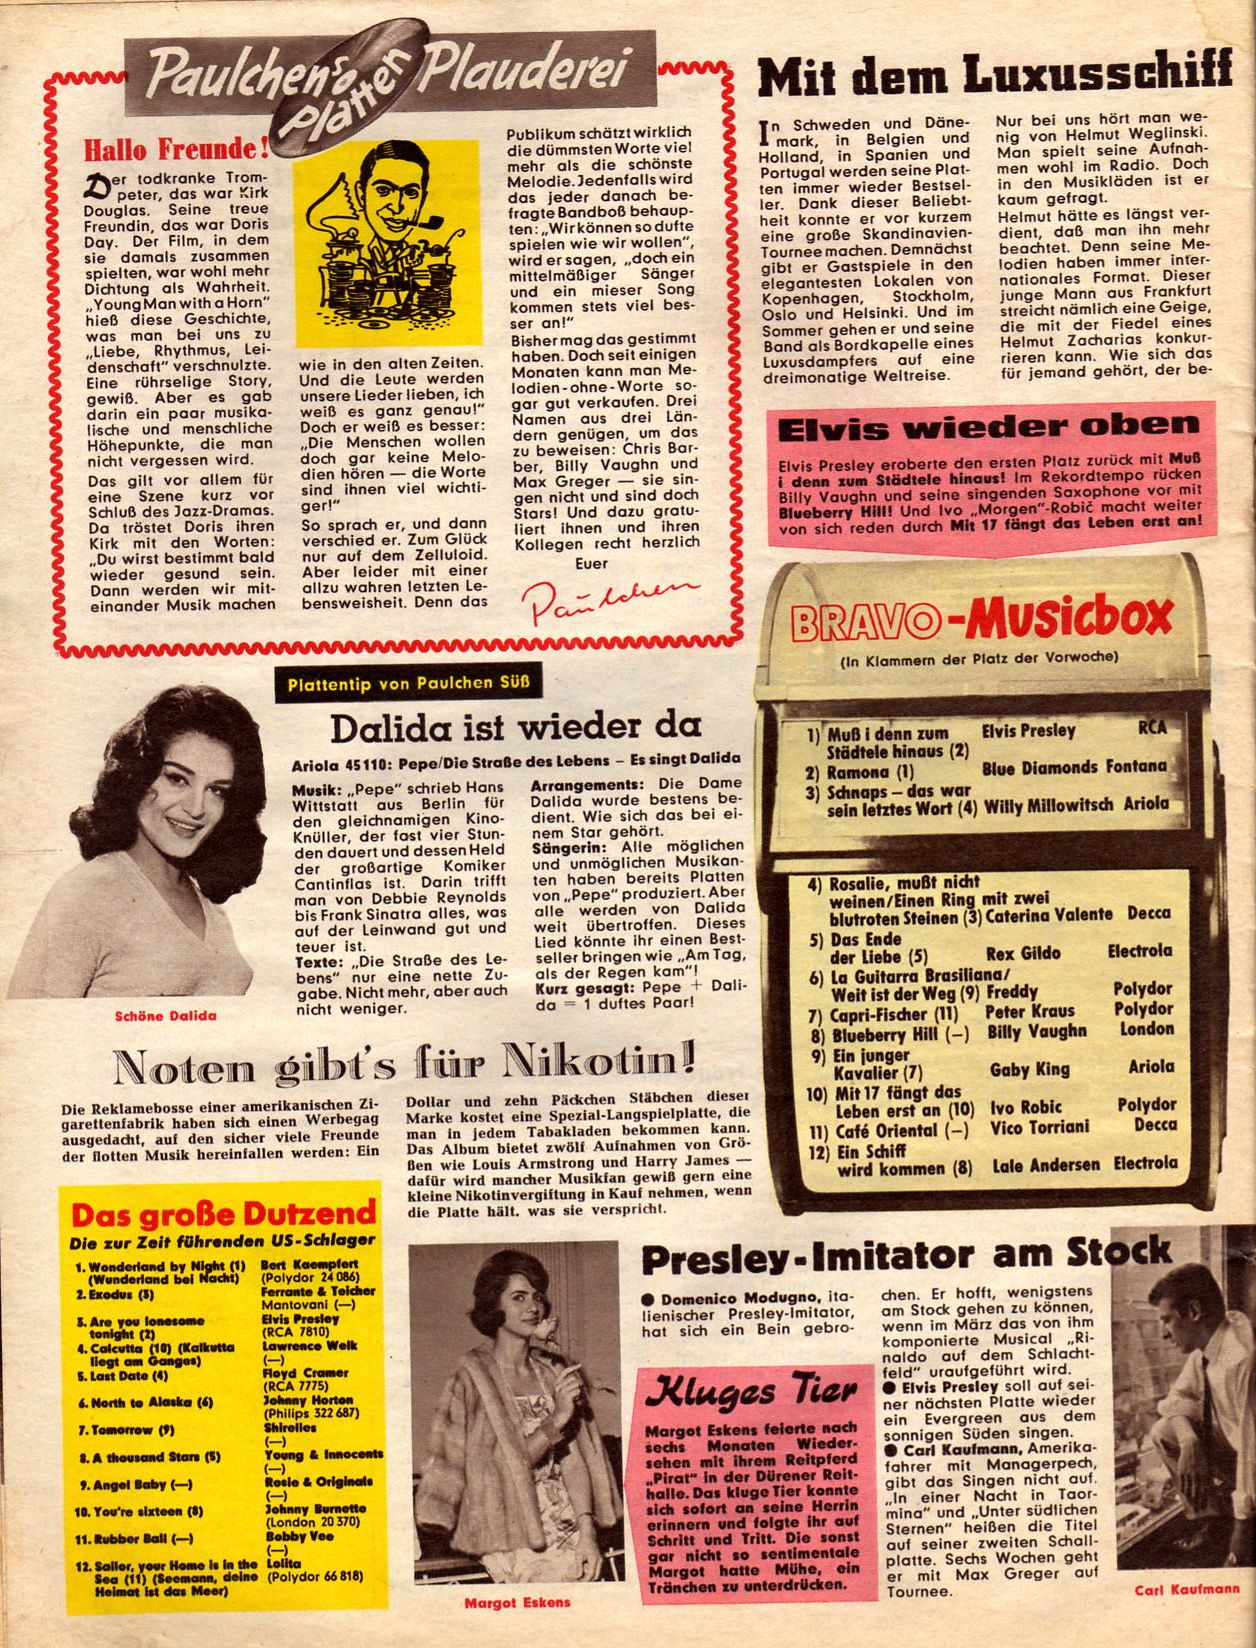 Paulchen's Platten Plauderei
Hallo Freunde!
Der todkranke Trom-
peter, das war Kirk
Douglas. Seine treue
Freundin, das war Doris
Day. Der Film, in dem
sie damals zusammen
spielten, war wohl mehr
Dichtung als Wahrheit.
„Young Man with a Horn"
hieß diese Geschichte,
was man bei uns zu
„Liebe, Rhythmus, Lei-
denschaft" verschnulzte.
Eine rührselige Story,
gewiß. Aber es gab
darin ein paar musika-
lische und menschliche
Höhepunkte, die man
nicht vergessen wird.
Das gilt vor allem für
eine Szene kurz vor
Schluß des Jazz-Dramas.
Da tröstet Doris ihren
Kirk mit den Worten:
„Du wirst bestimmt bald
wieder gesund sein.
Dann werden wir mit-
einander Musik machen
wie in den alten Zeiten.
Und die Leute werden
unsere Lieder lieben, ich
weiß es ganz genau!"
Doch er weiß es besser:
„Die Menschen wollen
doch gar keine Melo-
dien hören — die Worte
sind ihnen viel wichti-
ger!"
So sprach er, und dann
verschied er. Zum Glück
nur auf dem Zelluloid.
Aber leider mit einer
allzu wahren letzten Le-
bensweisheit. Denn das
Publikum schätzt wirklich
die dümmsten Worte viel
mehr als die schönste
Melodie. Jedenfalls wird
das jeder danach be-
fragte Bandboß behaup-
ten: „Wir können so dufte
spielen wie wir wollen",
wird er sagen, „doch ein
mittelmäßiger Sänger
und ein mieser Song
kommen stets viel bes-
ser an!"
Bisher mag das gestimmt
haben. Doch seit einigen
Monaten kann man Me-
lodien-ohne-Worte so-
gar gut verkaufen. Drei
Namen aus drei Län-
dern genügen, um das
zu beweisen: Chris Bar-
ber, Billy Vaughn und
Max Greger — sie sin-
gen nicht und sind doch
Stars! Und dazu gratu-
liert ihnen und ihren
Kollegen recht herzlich
Euer
Paulchen
Mit dem Luxusschiff
In Schweden und Däne-
mark, in Belgien und
Holland, in Spanien und
Portugal werden seine Plat-
ten immer wieder Bestsel-
ler. Dank dieser Beliebt-
heit konnte er vor kurzem
eine große Skandinavien-
Tournee machen. Demnächst
gibt er Gastspiele in den
elegantesten Lokalen von
Kopenhagen, Stockholm,
Oslo und Helsinki. Und im
Sommer gehen er und seine
Band als Bordkapelle eines
Luxusdampfers auf eine
dreimonatige Weltreise.
Nur bei uns hört man we-
nig von Helmut Weglinski.
Man spielt seine Aufnah-
men wohl im Radio. Doch
in den Musikläden ist er
kaum gefragt.
Helmut hätte es längst ver-
dient, daß man ihn mehr
beachtet. Denn seine Me-
lodien haben immer inter-
nationales Format. Dieser
junge Mann aus Frankfurt
streicht nämlich eine Geige,
die mit der Fiedel eines
Helmut Zacharias konkur-
rieren kann. Wie sich das
für jemand gehört, der be-
Elvis wieder oben
Elvis Presley eroberte den ersten Platz zurück mit Muß
i denn zum Städtele hinaus! Im Rekordtempo rücken
Billy Vaughn und seine singenden Saxophone vor mit
Blueberry Hill! Und Ivo „Morgen"-Robič macht weiter
von sich reden durch Mit 17 fängt das Leben erst an!
BRAVO-Musicbox
(In Klammern der Platz der Vorwoche)
1) Muß i denn zum Elvis Presley RCA
Städtele hinaus (2)
2) Ramona (1) Blue Diamonds Fontana
3) Schnaps – das war
sein letztes Wort (4) Willy Millowitsch Ariola
4) Rosalie, mußt nicht
weinen/Einen Ring mit zwei
blutroten Steinen (3) Caterina Valente Decca
5) Das Ende
der Liebe (5) Rex Gildo Electrola
6) La Guitarra Brasiliana/
Weit ist der Weg (9) Freddy Polydor
7) Capri-Fischer (11) Peter Kraus Polydor
8) Blueberry Hill (–) Billy Vaughn London
9) Ein junger
Kavalier (7) Gaby King Ariola
10) Mit 17 fängt das
Leben erst an (10) Ivo Robic Polydor
11) Café Oriental (–) Vico Torriani Decca
12) Ein Schiff
wird kommen (8) Lale Andersen Electrola
Plattentip von Paulchen Süß
Dalida ist wieder da
Ariola 45110: Pepe/Die Straße des Lebens – Es singt Dalida
Musik: „Pepe" schrieb Hans
Wittstatt aus Berlin für
den gleichnamigen Kino-
Knüller, der fast vier Stun-
den dauert und dessen Held
der großartige Komiker
Cantinflas ist. Darin trifft
man von Debbie Reynolds
bis Frank Sinatra alles, was
auf der Leinwand gut und
teuer ist.
Texte: „Die Straße des Le-
bens" nur eine nette Zu-
gabe. Nicht mehr, aber auch
nicht weniger.
Arrangements: Die Dame
Dalida wurde bestens be-
dient. Wie sich das bei ei-
nem Star gehört.
Sängerin: Alle möglichen
und unmöglichen Musikan-
ten haben bereits Platten
von „Pepe" produziert. Aber
alle werden von Dalida
weit übertroffen. Dieses
Lied könnte ihr einen Best-
seller bringen wie „Am Tag,
als der Regen kam"!
Kurz gesagt: Pepe + Dali-
da = 1 duftes Paar!
Schöne Dalida
Noten gibt's für Nikotin!
Die Reklamebosse einer amerikanischen Zi-
garettenfabrik haben sich einen Werbegag
ausgedacht, auf den sicher viele Freunde
der flotten Musik hereinfallen werden: Ein
Dollar und zehn Päckchen Stäbchen dieser
Marke kostet eine Spezial-Langspielplatte, die
man in jedem Tabakladen bekommen kann.
Das Album bietet zwölf Aufnahmen von Grö-
ßen wie Louis Armstrong und Harry James —
dafür wird mancher Musikfan gewiß gern eine
kleine Nikotinvergiftung in Kauf nehmen, wenn
die Platte hält, was sie verspricht.
Das große Dutzend
Die zur Zeit führenden US-Schlager
1. Wonderland by Night (1) Bert Kaempfert
(Wunderland bei Nacht) (Polydor 24 086)
2. Exodus (3) Ferrante & Teicher
Mantovani (—)
3. Are you lonesome Elvis Presley
tonight (2) (RCA 7810)
4. Calcutta (10) (Kalkutta Lawrence Welk
liegt am Ganges) (—)
5. Last Date (4) Floyd Cramer
(RCA 7775)
6. North to Alaska (6) Johnny Horton
(Philips 322 687)
7. Tomorrow (9) Shirelles
(—)
8. A thousand Stars (5) Young & Innocents
(—)
9. Angel Baby (—) Rosie & Originals
(—)
10. You're sixteen (8) Johnny Burnette
(London 20 370)
11. Rubber Ball (—) Bobby Vee
(—)
12. Sailor, your Home is in the Lolita
Sea (11) (Seemann, deine (Polydor 66 818)
Heimat ist das Meer)
Margot Eskens
Presley-Imitator am Stock
● Domenico Modugno, ita-
lienischer Presley-Imitator,
hat sich ein Bein gebro-
chen. Er hofft, wenigstens
am Stock gehen zu können,
wenn im März das von ihm
komponierte Musical „Ri-
naldo auf dem Schlacht-
feld" uraufgeführt wird.
● Elvis Presley soll auf sei-
ner nächsten Platte wieder
ein Evergreen aus dem
sonnigen Süden singen.
● Carl Kaufmann, Amerika-
fahrer mit Managerpech,
gibt das Singen nicht auf.
„In einer Nacht in Taor-
mina" und „Unter südlichen
Sternen" heißen die Titel
auf seiner zweiten Schall-
platte. Sechs Wochen geht
er mit Max Greger auf
Tournee.
Kluges Tier
Margot Eskens feierte nach
sechs Monaten Wieder-
sehen mit ihrem Reitpferd
„Pirat" in der Dürener Reit-
halle. Das kluge Tier konnte
sich sofort an seine Herrin
erinnern und folgte ihr auf
Schritt und Tritt. Die sonst
gar nicht so sentimentale
Margot hatte Mühe, ein
Tränchen zu unterdrücken.
Carl Kaufmann